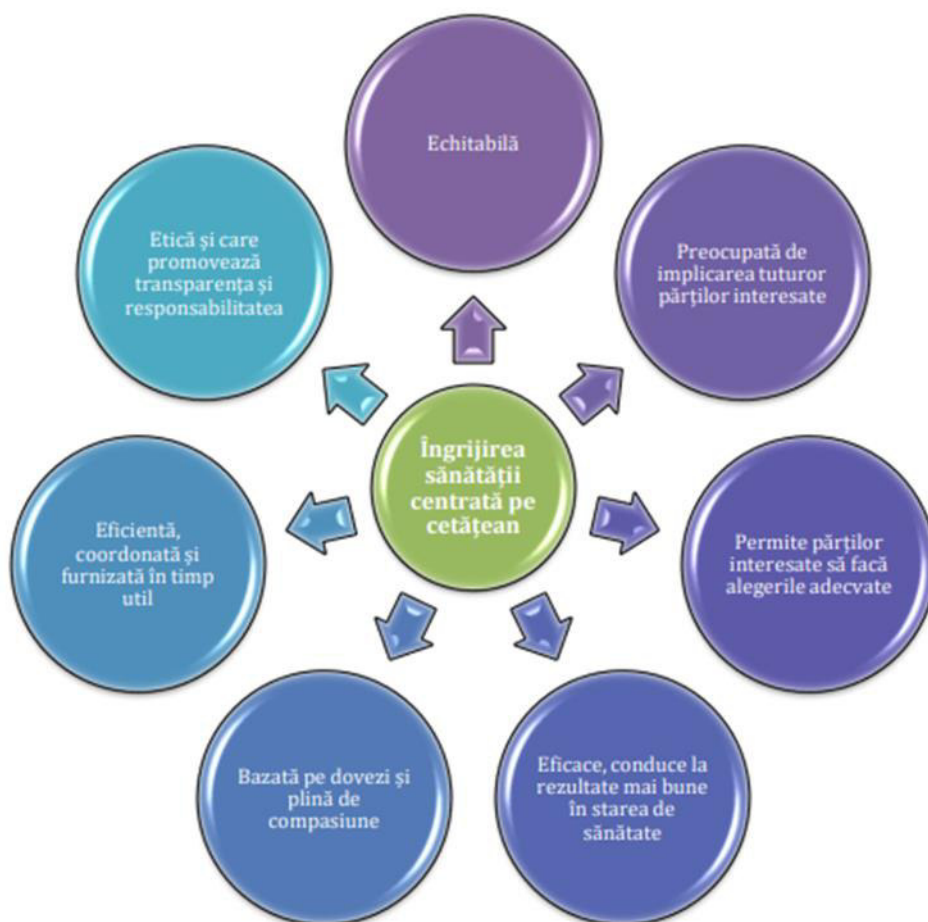 Echitabilă
Etică și care
promovează
transparența și
responsabilitatea
Preocupată de
implicarea tuturor
părților interesate
Îngrijirea
sănătății
centrată pe
cetățean
Eficientă,
coordonată și
furnizată în timp
util
Permite părților
interesate să facă
alegerile adecvate
Bazată pe dovezi și
plină de
compasiune
Eficace, conduce la
rezultate mai bune
în starea de
sănătate